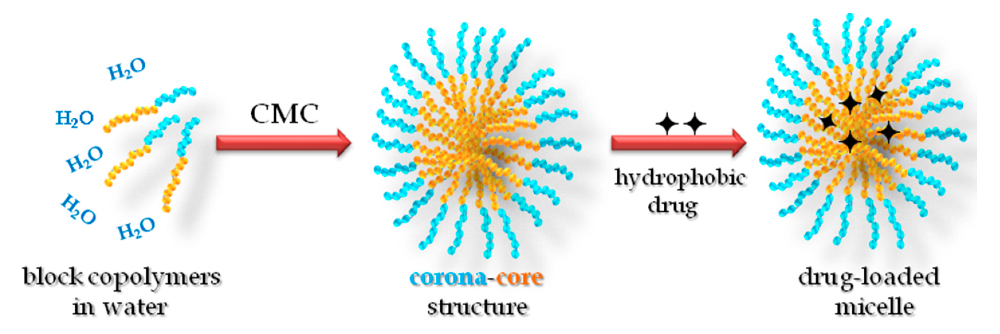 H₂O
H₂O
H₂O
H₂O
H₂O
block copolymers
in water
CMC
corona-core
structure
hydrophobic
drug
drug-loaded
micelle